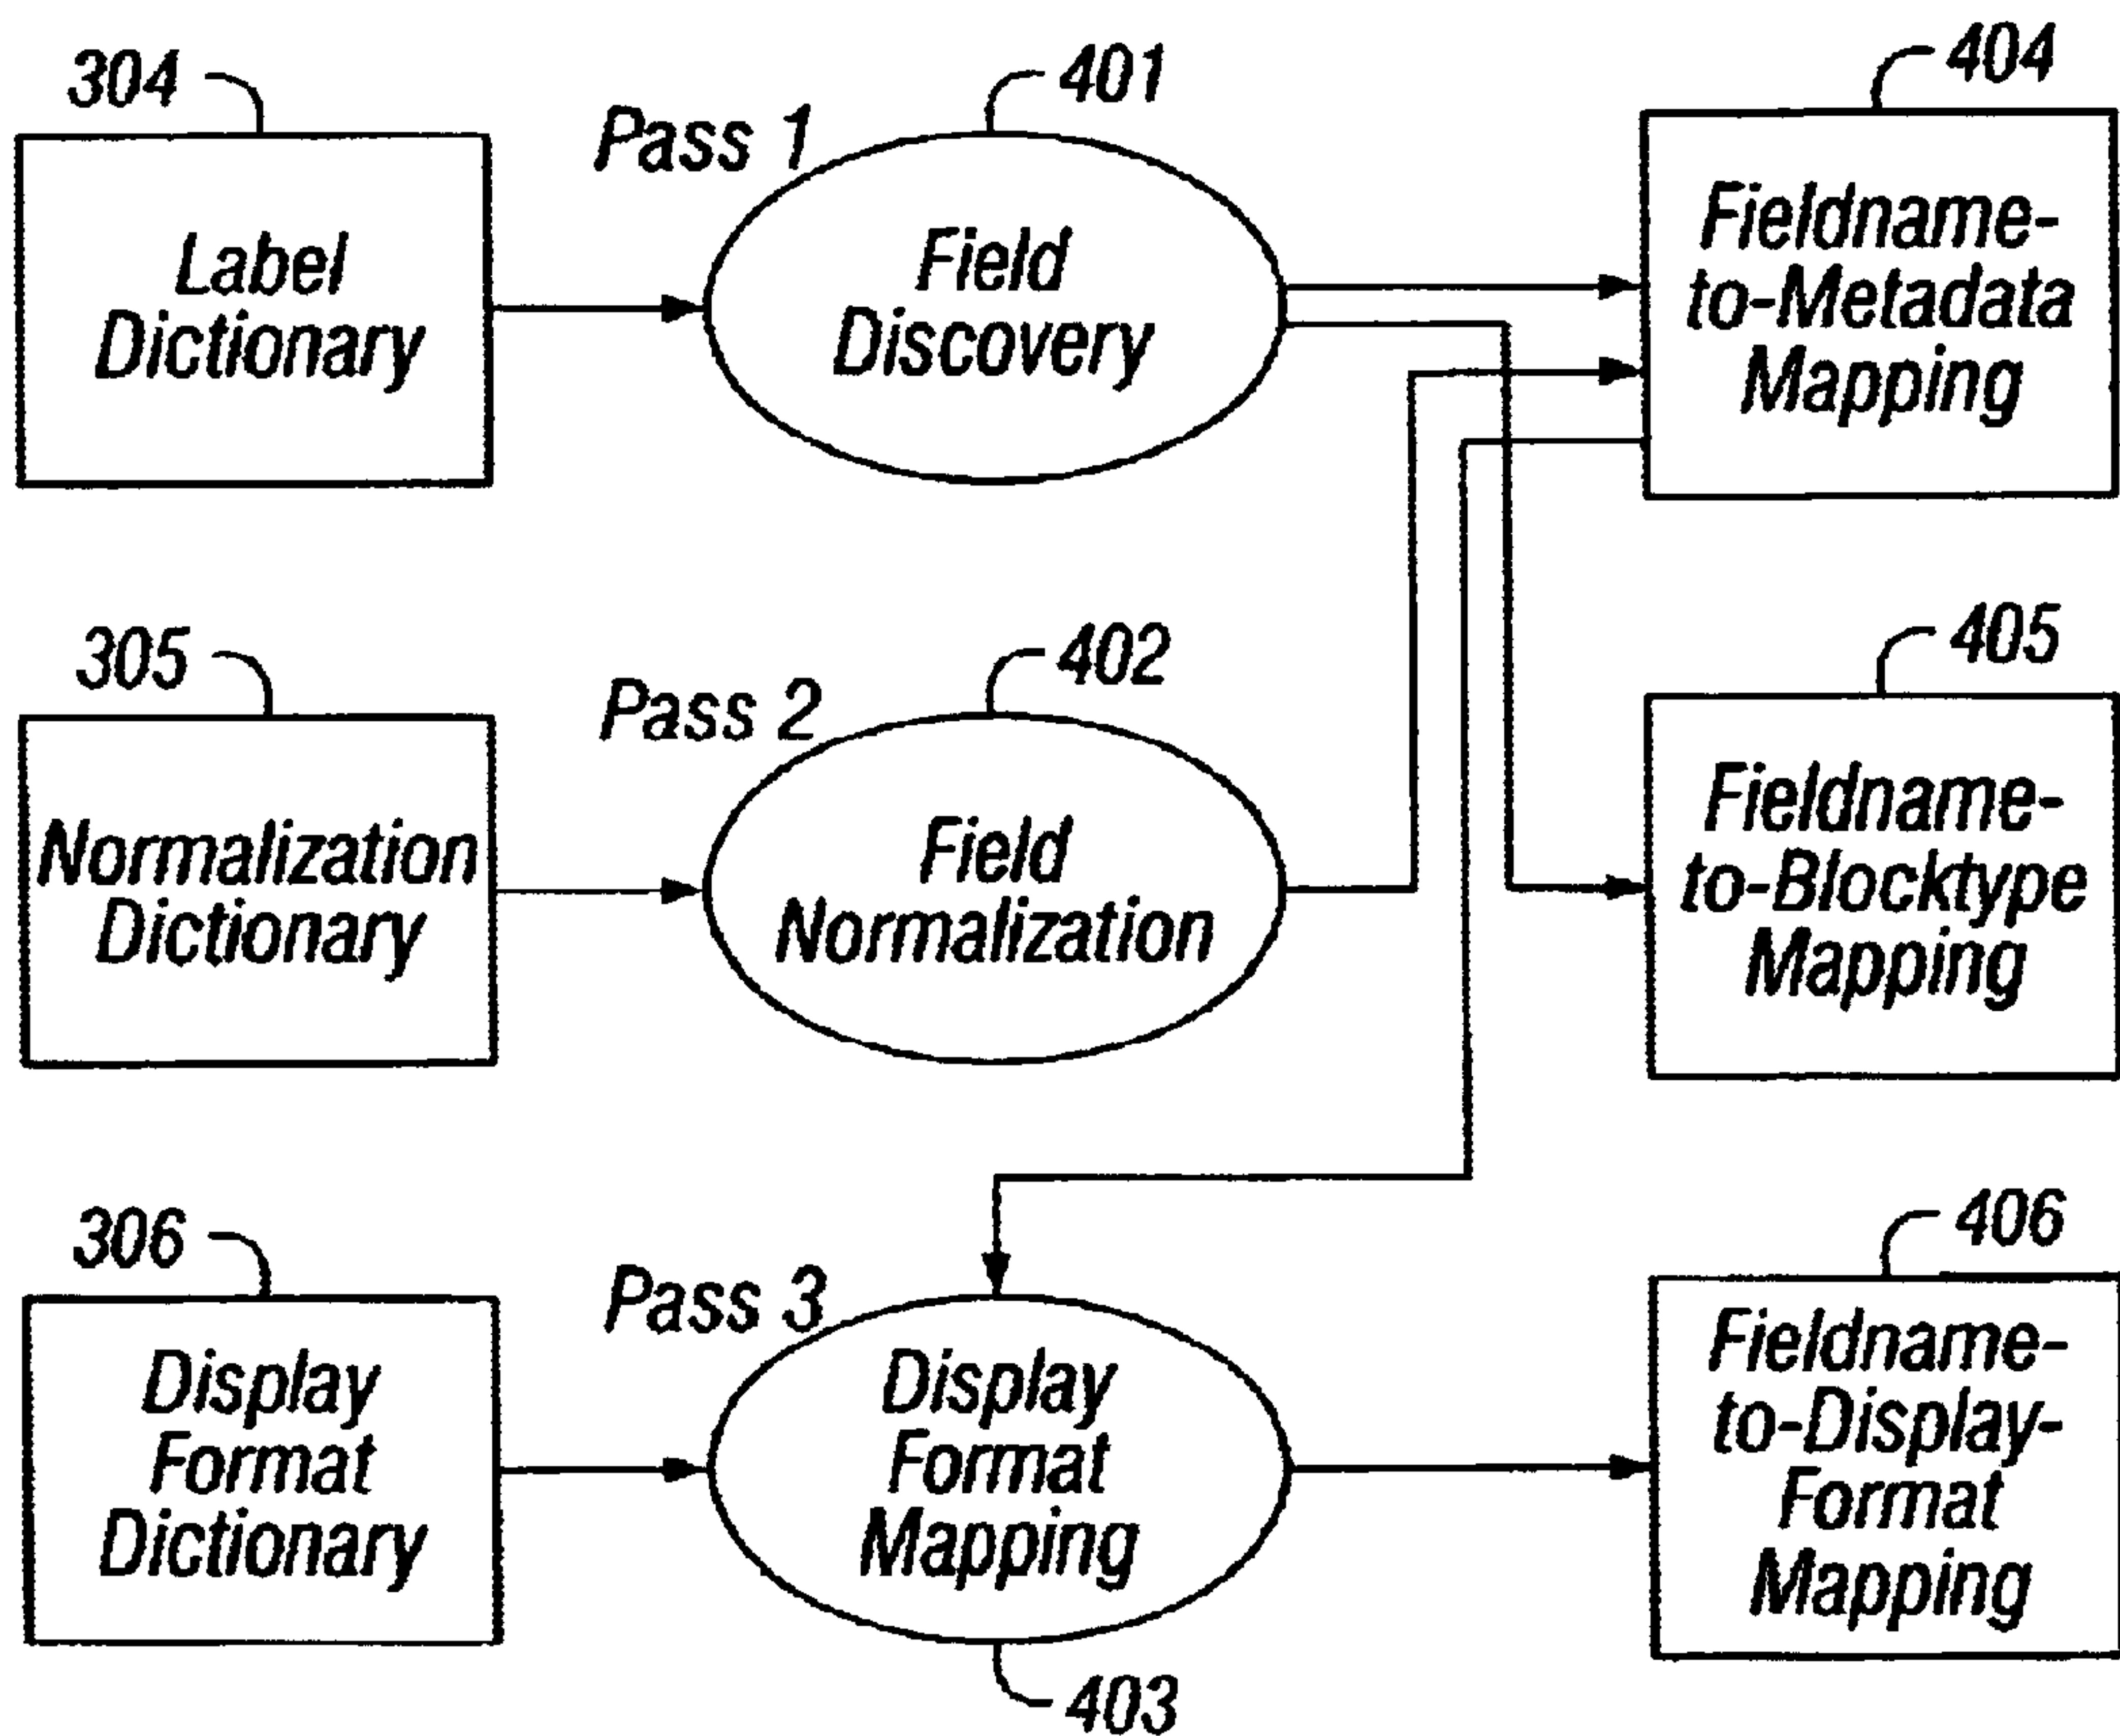 304
Pass 1
401
404
Label
Dictionary
Field
Discovery
Fieldname-
to-Metadata
Mapping
305
Pass 2
402
405
Normalization
Dictionary
Field
Normalization
Fieldname-
to-Blocktype
Mapping
306
Pass 3
406
Display
Format
Dictionary
Display
Format
Mapping
403
Fieldname-
to-Display-
Format
Mapping